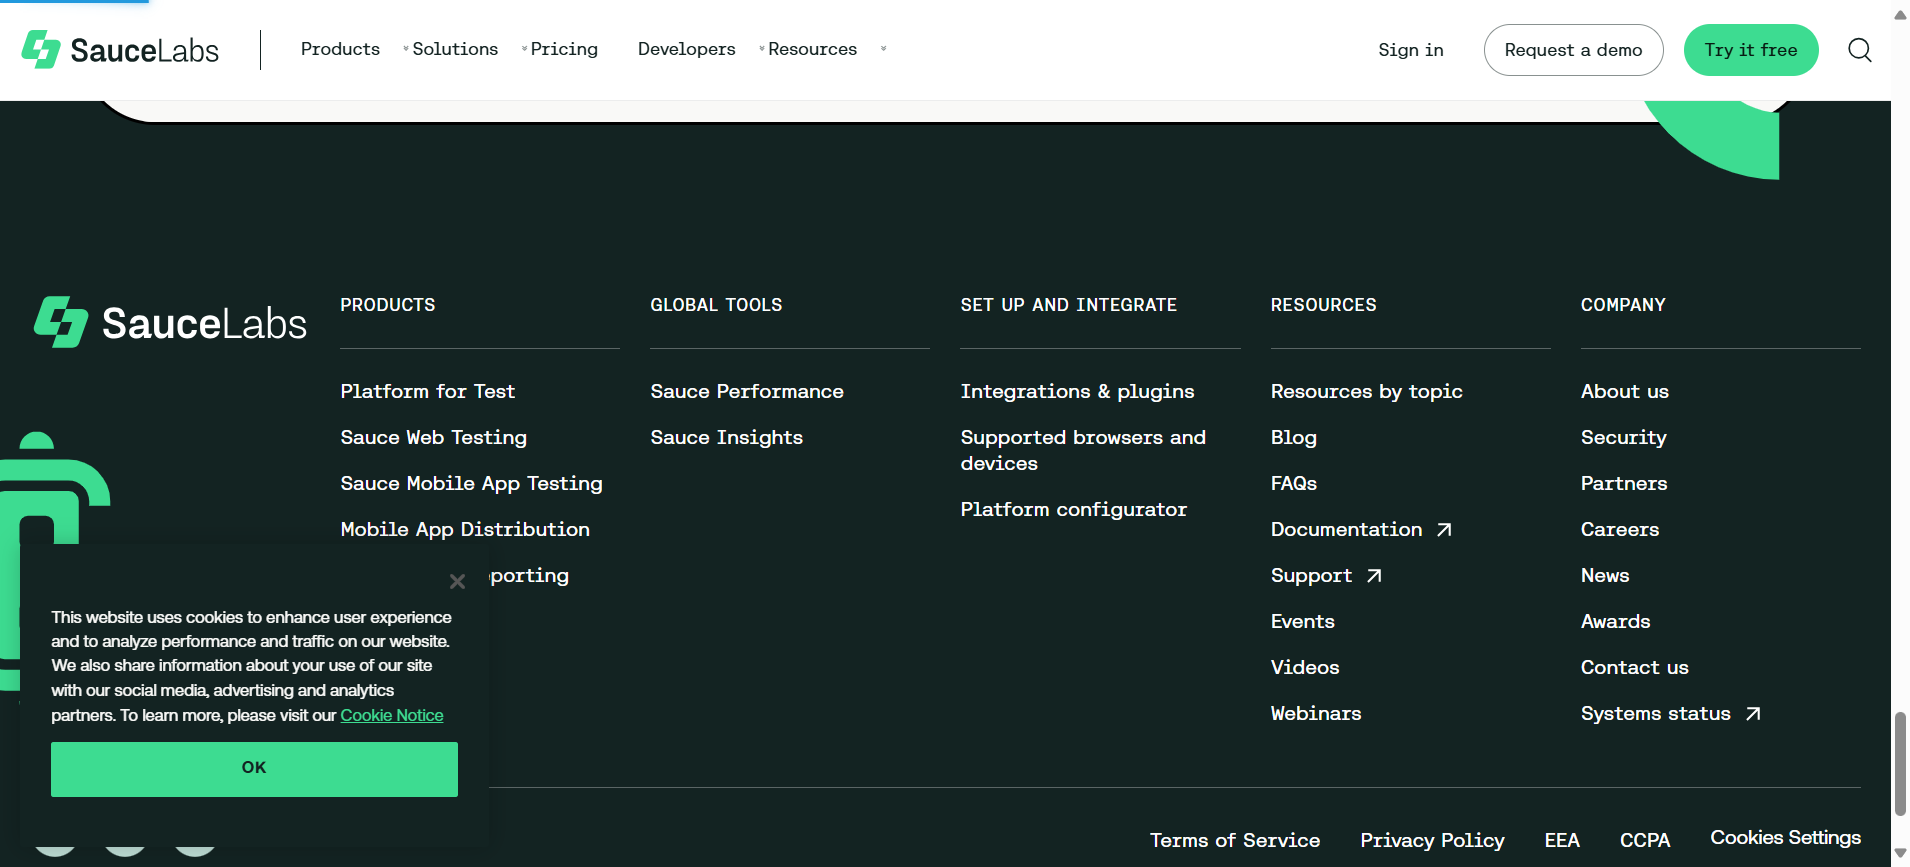 SauceLabs
Products Solutions Pricing Developers Resources
Sign in Request a demo Try it free
SauceLabs
PRODUCTS
Platform for Test
Sauce Web Testing
Sauce Mobile App Testing
Mobile App Distribution
porting
GLOBAL TOOLS
Sauce Performance
Sauce Insights
SET UP AND INTEGRATE
Integrations & plugins
Supported browsers and
devices
Platform configurator
RESOURCES
Resources by topic
Blog
FAQs
Documentation
Support
Events
Videos
Webinars
COMPANY
About us
Security
Partners
Careers
News
Awards
Contact us
Systems status
This website uses cookies to enhance user experience
and to analyze performance and traffic on our website.
We also share information about your use of our site
with our social media, advertising and analytics
partners. To learn more, please visit our Cookie Notice
OK
Terms of Service Privacy Policy EEA CCPA Cookies Settings